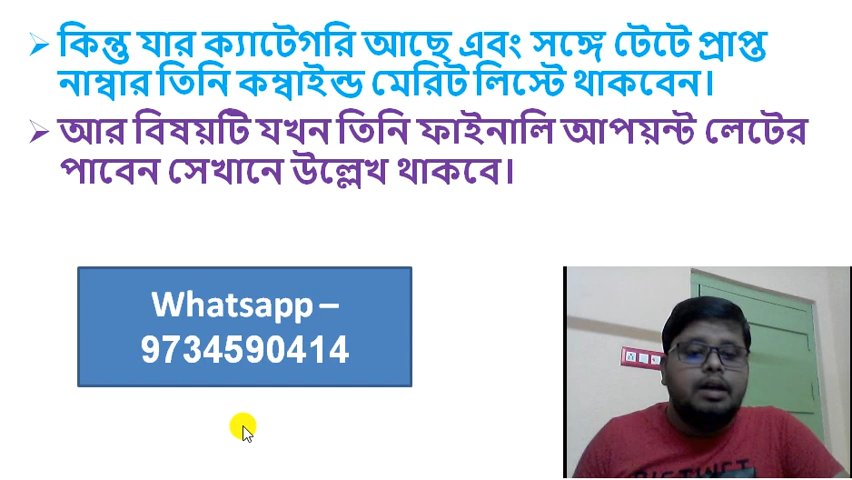 কিন্তু যার ক্যাটেগরি আছে এবং সঙ্গে টেটে প্রাপ্ত
নাম্বার তিনি কম্বাইন্ড মেরিট লিস্টে থাকবেন।
আর বিষয়টি যখন তিনি ফাইনালি আপয়ন্ট লেটের
পাবেন সেখানে উল্লেখ থাকবে।
Whatsapp –
9734590414